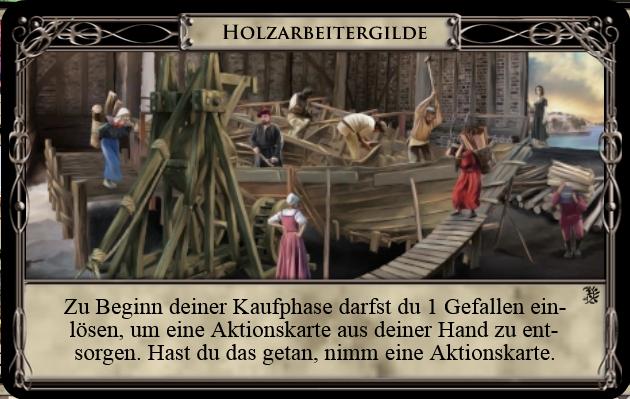 Holzarbeitergilde
Zu Beginn deiner Kaufphase darfst du 1 Gefallen ein-
lösen, um eine Aktionskarte aus deiner Hand zu ent-
sorgen. Hast du das getan, nimm eine Aktionskarte.